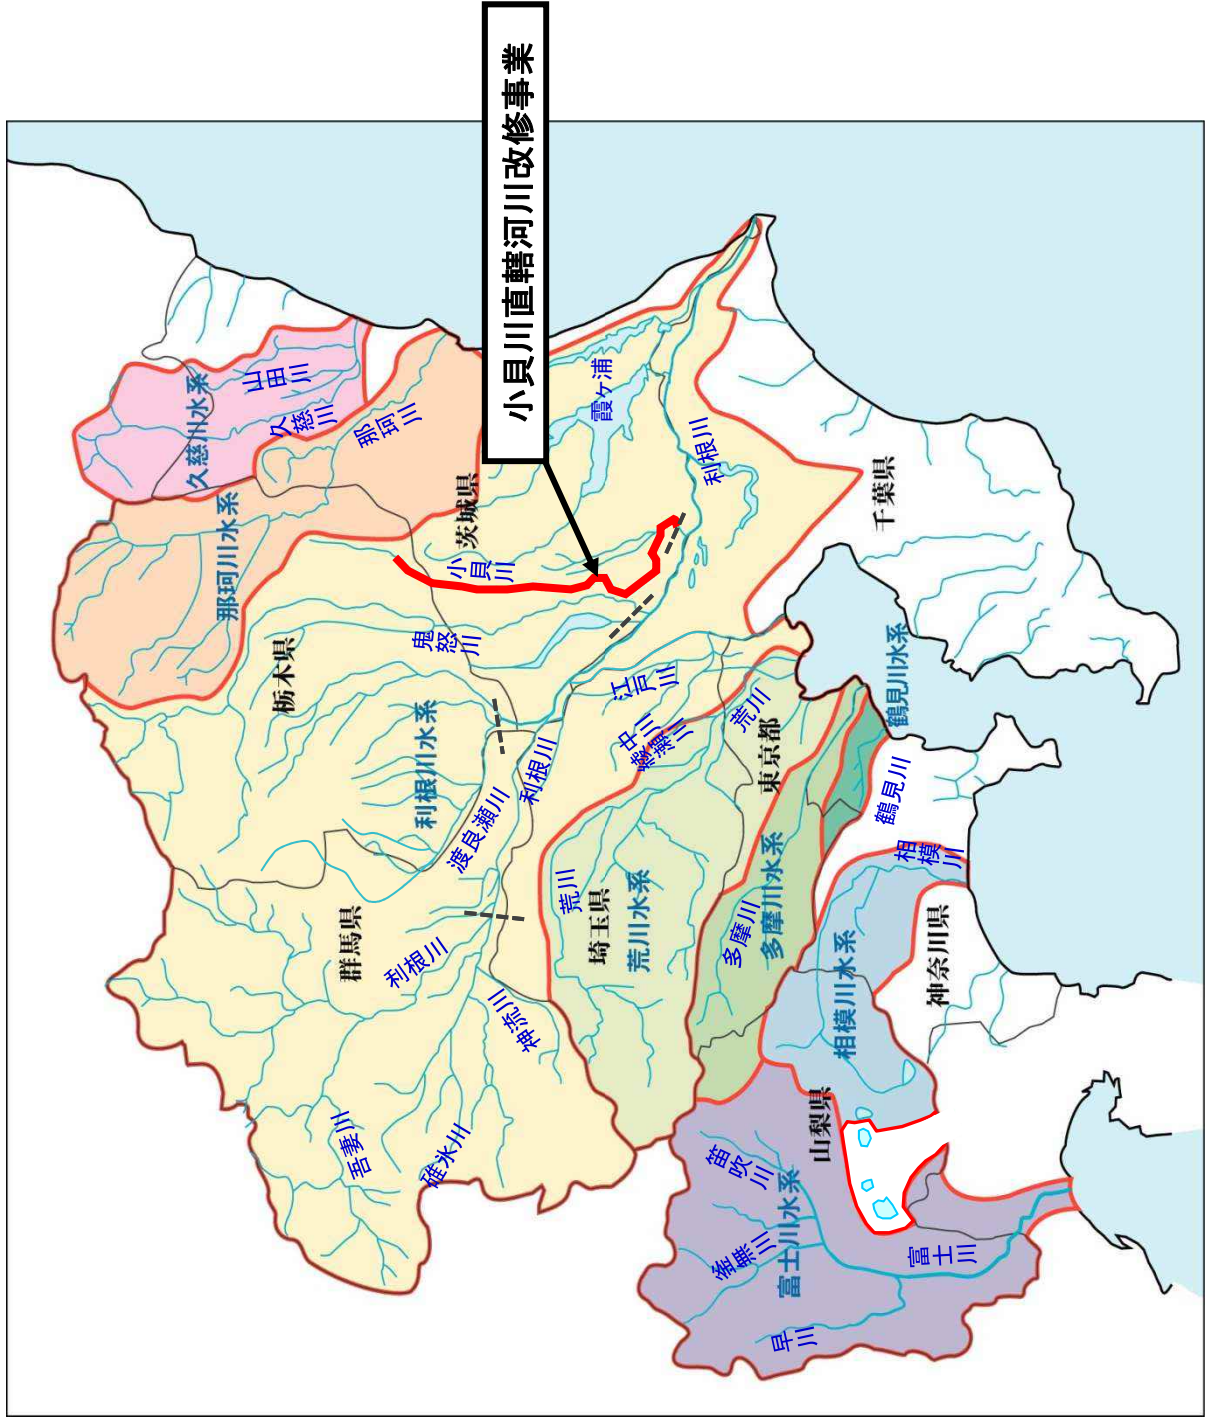 久慈川水系
那珂川水系
山田川
久慈川
栃木県
吾妻川
群馬県
那珂川
利根川
利根川水系
碓氷川
鬼怒川
茨城県
渡良瀬川
小貝川
神流川
小貝川直轄河川改修事業
利根川
荒川
埼玉県
霞ヶ浦
荒川水系
中川
綾瀬川
江戸川
利根川
笛吹川
多摩川
釜無川
荒川
東京都
多摩川水系
富士川水系
早川
山梨県
相模川水系
千葉県
鶴見川
鶴見川水系
相模川
神奈川県
富士川